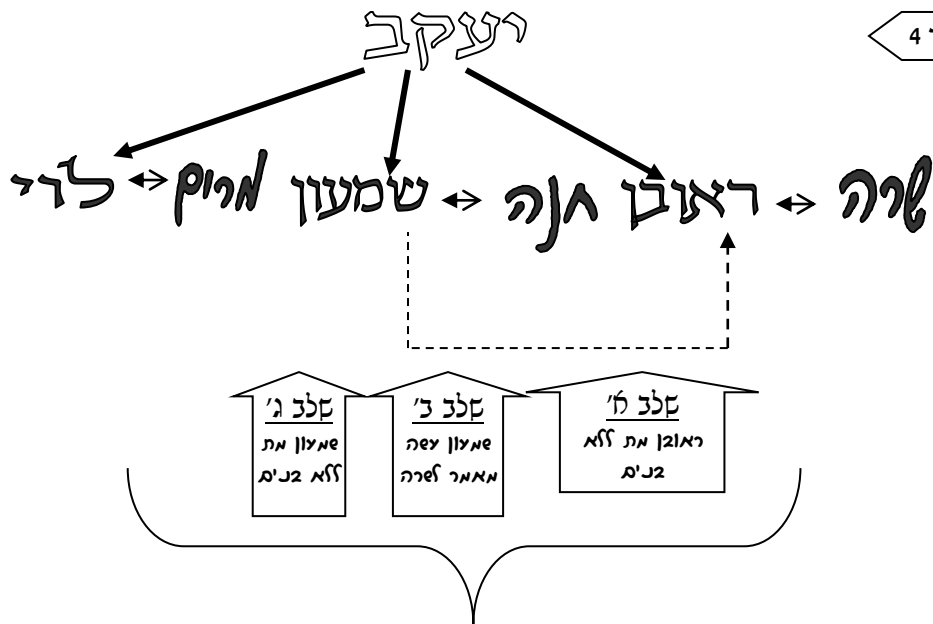 4
יעקב
שרה ראובן חנה שמעון מרים לוי
שלב א'
ראובן מת ללא
בנים
שלב ב'
שמעון עשה
מאמר לשרה
שלב ג'
שמעון מת
ללא בנים